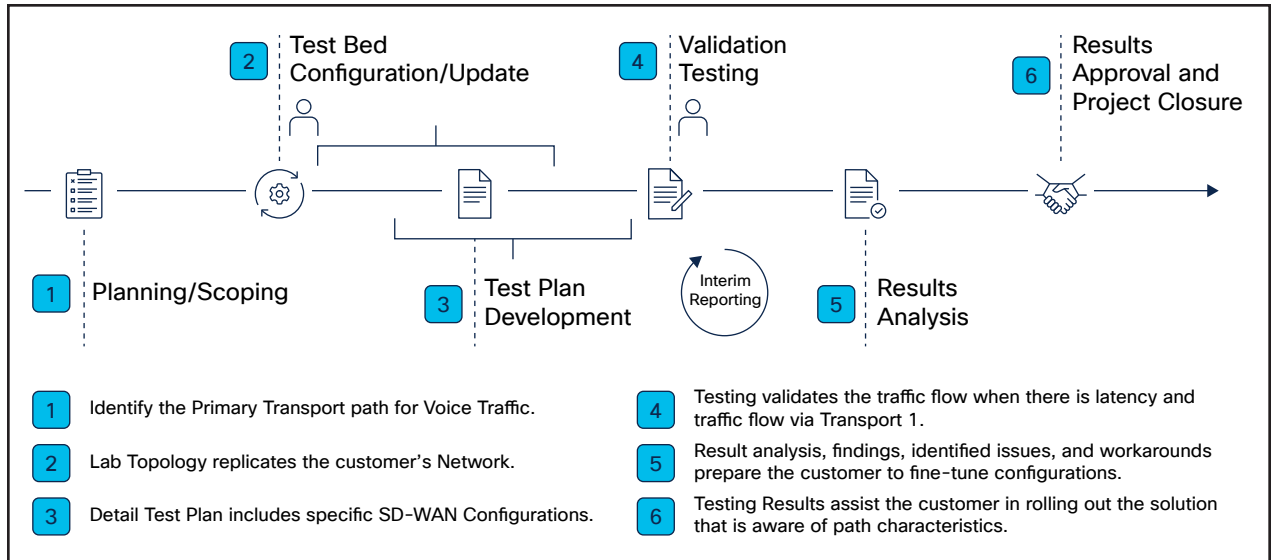 2
Test Bed
Configuration/Update
4
Validation
Testing
6
Results
Approval and
Project Closure
1
Planning/Scoping
3
Test Plan
Development
Interim
Reporting
5
Results
Analysis
1
Identify the Primary Transport path for Voice Traffic.
2
Lab Topology replicates the customer’s Network.
3
Detail Test Plan includes specific SD-WAN Configurations.
4
Testing validates the traffic flow when there is latency and
traffic flow via Transport 1.
5
Result analysis, findings, identified issues, and workarounds
prepare the customer to fine-tune configurations.
6
Testing Results assist the customer in rolling out the solution
that is aware of path characteristics.